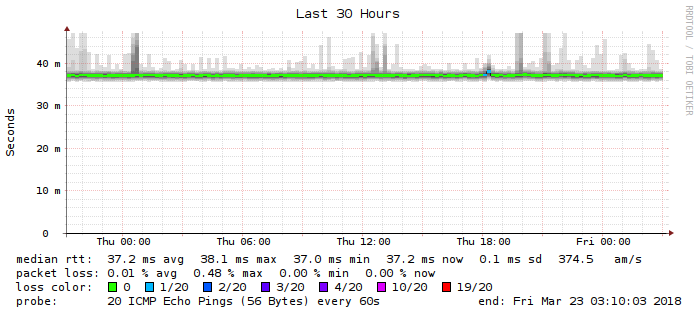 Last 30 Hours
RRDTOOL / TOBI OETIKER
Seconds
40 m
30 m
20 m
10 m
0
Thu 00:00 Thu 06:00 Thu 12:00 Thu 18:00 Fri 00:00
median rtt: 37.2 ms avg 38.1 ms max 37.0 ms min 37.2 ms now 0.1 ms sd 374.5 am/s
packet loss: 0.01 % avg 0.48 % max 0.00 % min 0.00 % now
loss color: 0 1/20 2/20 3/20 4/20 10/20 19/20
probe: 20 ICMP Echo Pings (56 Bytes) every 60s end: Fri Mar 23 03:10:03 2018